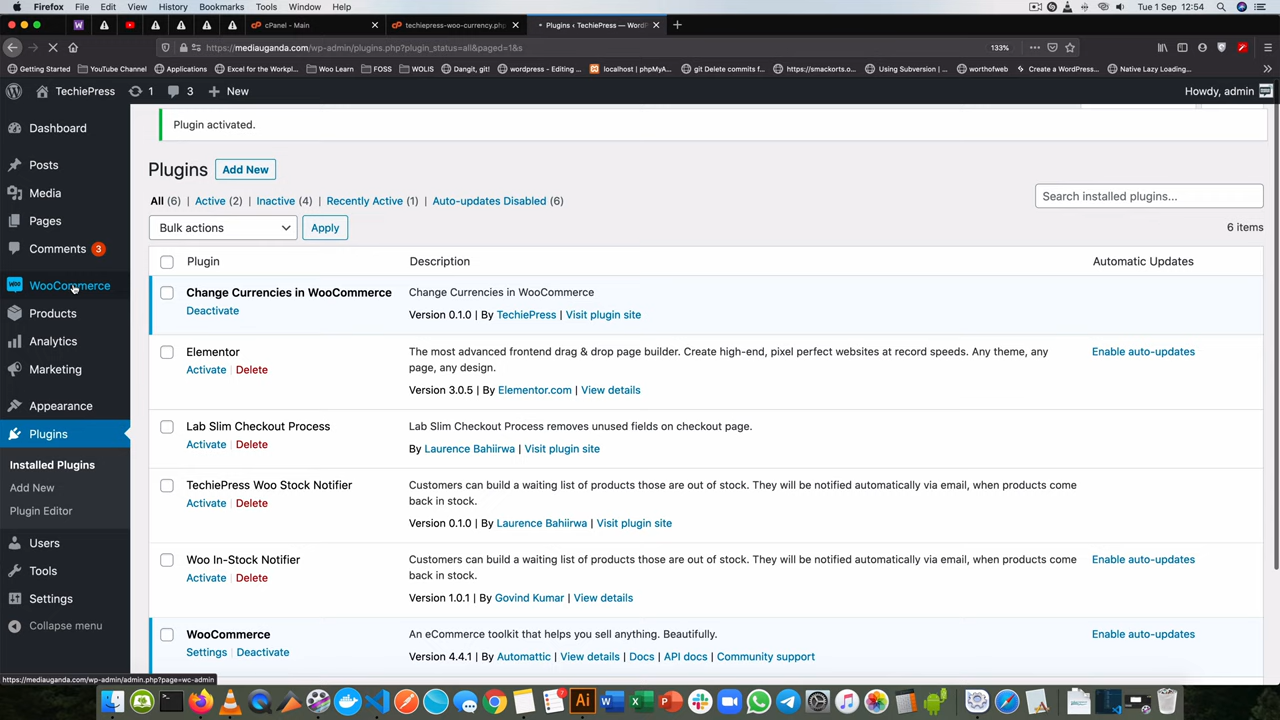 Firefox File Edit View History Bookmarks Tools Window Help Tue 1 Sep 12:54
cPanel - Main × techiepress-woo-currency.php × Plugins ‹ TechiePress — WordP × +
https://mediauganda.com/wp-admin/plugins.php?plugin_status=all&paged=1&s 133%
Getting Started YouTube Channel Applications Excel for the Workpl... Woo Learn FOSS WOLIS Dangit, git! wordpress - Editing ... localhost | phpMyA... git Delete commits f... https://smackorts.o... Using Subversion |... worthofweb Create a WordPress... Native Lazy Loading...
TechiePress 1 3 + New Howdy, admin
Dashboard
Posts
Media
Pages
Comments 3
WooCommerce
Products
Analytics
Marketing
Appearance
Plugins
Installed Plugins
Add New
Plugin Editor
Users
Tools
Settings
Collapse menu
Plugin activated.
Plugins Add New
All (6) | Active (2) | Inactive (4) | Recently Active (1) | Auto-updates Disabled (6)
Search installed plugins...
Bulk actions Apply 6 items
Plugin Description Automatic Updates
Change Currencies in WooCommerce Change Currencies in WooCommerce
Deactivate Version 0.1.0 | By TechiePress | Visit plugin site
Elementor The most advanced frontend drag & drop page builder. Create high-end, pixel perfect websites at record speeds. Any theme, any Enable auto-updates
Activate | Delete page, any design.
Version 3.0.5 | By Elementor.com | View details
Lab Slim Checkout Process Lab Slim Checkout Process removes unused fields on checkout page.
Activate | Delete By Laurence Bahiirwa | Visit plugin site
TechiePress Woo Stock Notifier Customers can build a waiting list of products those are out of stock. They will be notified automatically via email, when products come
Activate | Delete back in stock.
Version 0.1.0 | By Laurence Bahiirwa | Visit plugin site
Woo In-Stock Notifier Customers can build a waiting list of products those are out of stock. They will be notified automatically via email, when products come Enable auto-updates
Activate | Delete back in stock.
Version 1.0.1 | By Govind Kumar | View details
WooCommerce An eCommerce toolkit that helps you sell anything. Beautifully. Enable auto-updates
Settings | Deactivate Version 4.4.1 | By Automattic | View details | Docs | API docs | Community support
https://mediauganda.com/wp-admin/admin.php?page=wc-admin